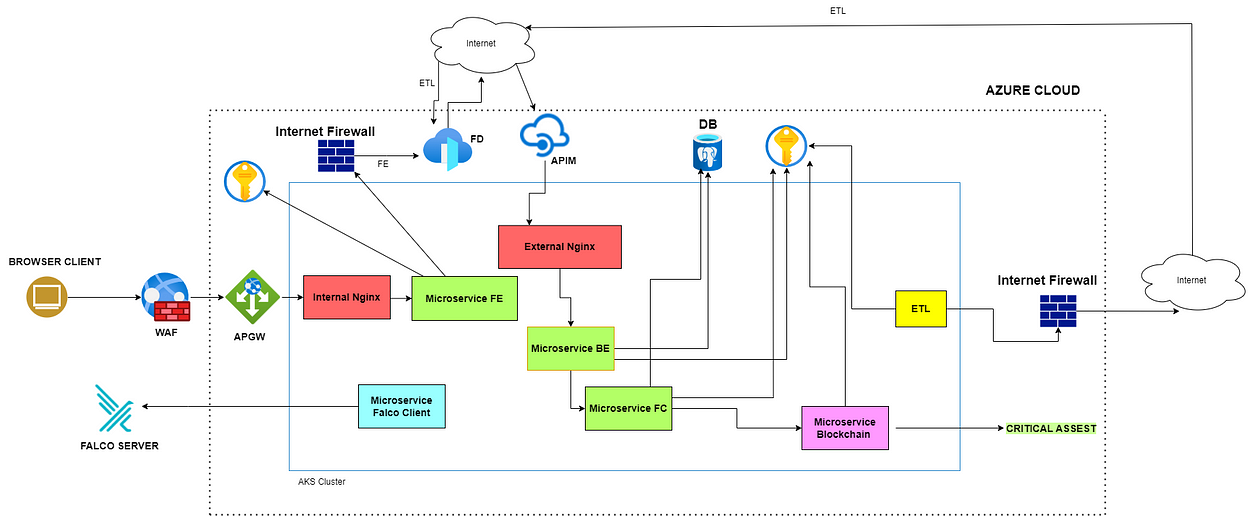 ETL
Internet
ETL
AZURE CLOUD
Internet Firewall
FD
DB
FE
APIM
External Nginx
BROWSER CLIENT
Internet Firewall
Internet
Internal Nginx
Microservice FE
ETL
WAF
APGW
Microservice BE
Microservice
Falco Client
Microservice FC
Microservice
Blockchain
CRITICAL ASSEST
FALCO SERVER
AKS Cluster